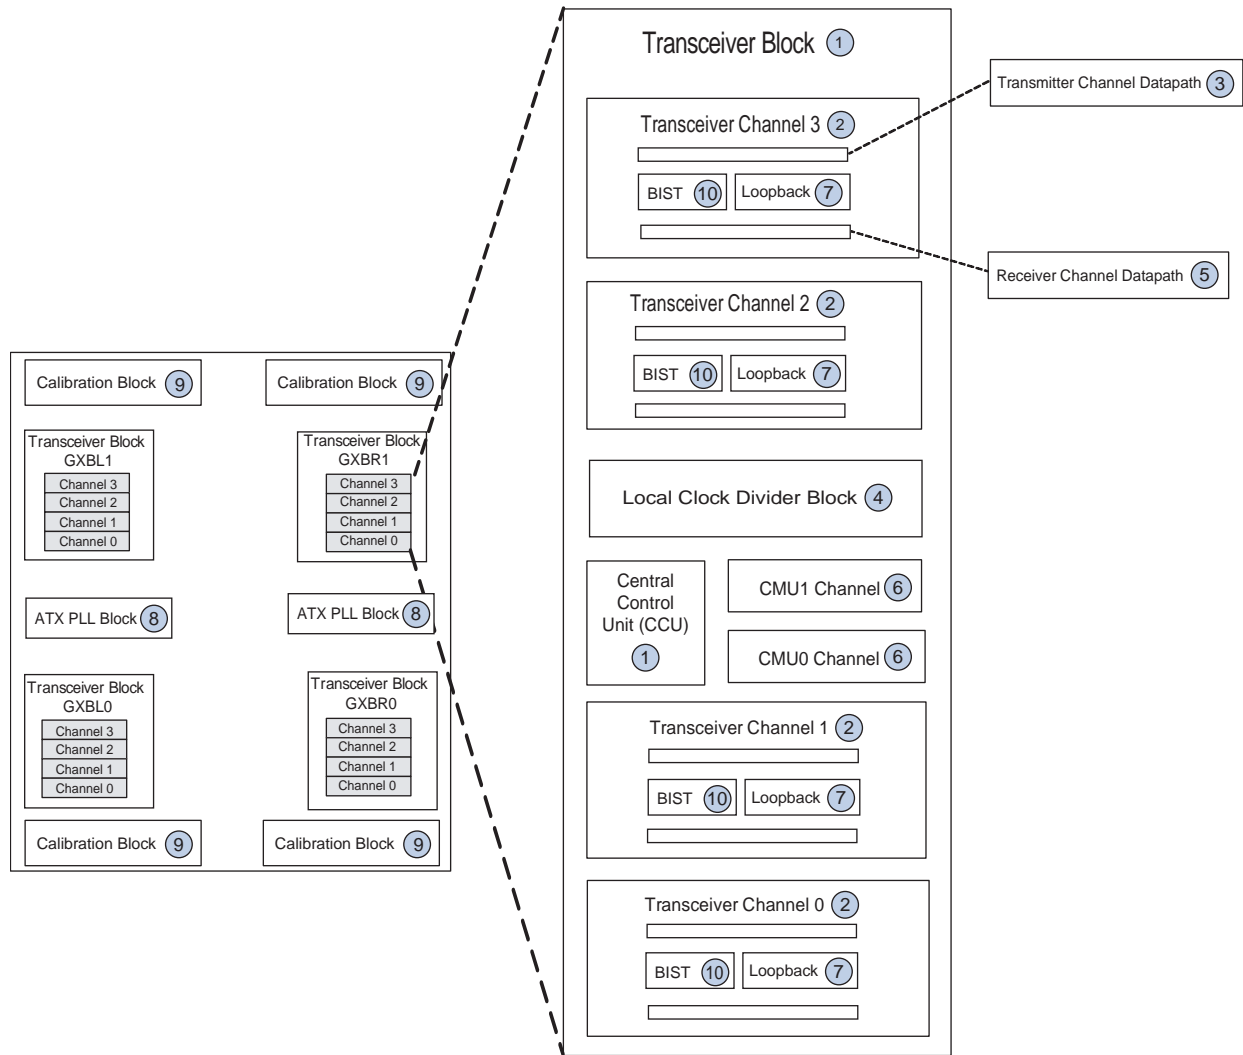 Transceiver Block 1
Transmitter Channel Datapath 3
Transceiver Channel 3 2
BIST 10 Loopback 7
Receiver Channel Datapath 5
Transceiver Channel 2 2
BIST 10 Loopback 7
Local Clock Divider Block 4
Central
Control
Unit (CCU)
1
CMU1 Channel 6
CMU0 Channel 6
Transceiver Channel 1 2
BIST 10 Loopback 7
Transceiver Channel 0 2
BIST 10 Loopback 7
Calibration Block 9
Calibration Block 9
Transceiver Block
GXBL1
Channel 3
Channel 2
Channel 1
Channel 0
Transceiver Block
GXBR1
Channel 3
Channel 2
Channel 1
Channel 0
ATX PLL Block 8
ATX PLL Block 8
Transceiver Block
GXBL0
Channel 3
Channel 2
Channel 1
Channel 0
Transceiver Block
GXBR0
Channel 3
Channel 2
Channel 1
Channel 0
Calibration Block 9
Calibration Block 9